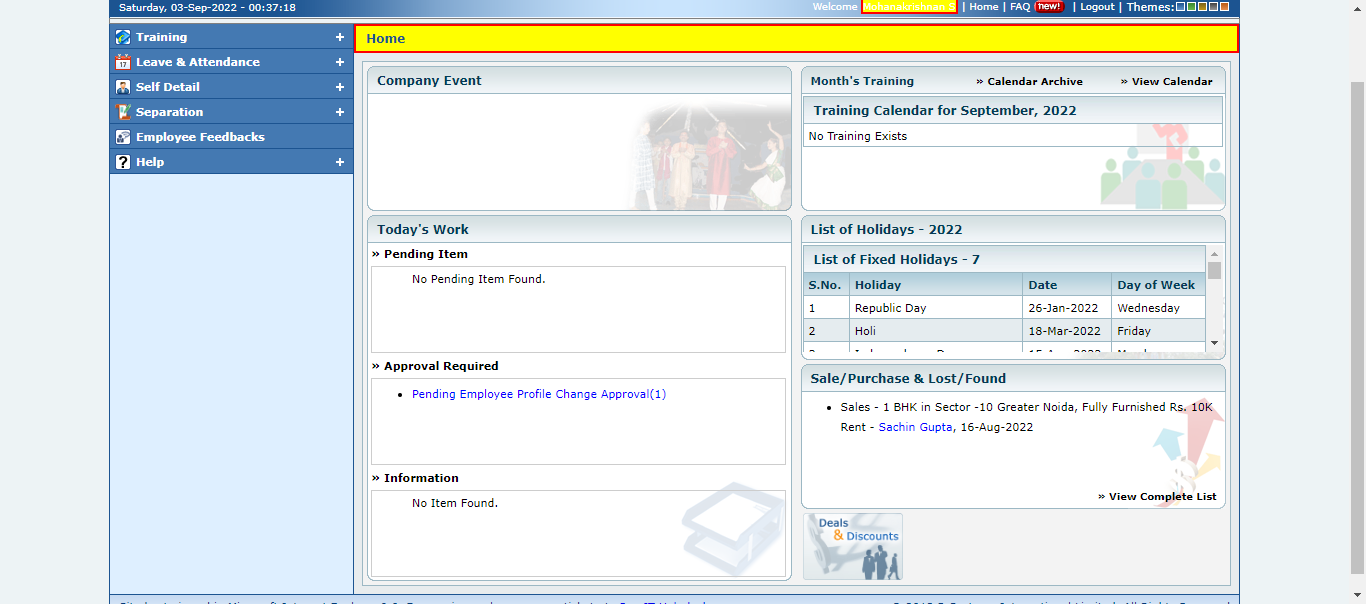 Saturday, 03-Sep-2022 - 00:37:18
Welcome | Home | FAQ new! | Logout | Themes:
Training +
Leave & Attendance +
Self Detail +
Separation +
Employee Feedbacks
Help +
Home
Company Event
Month's Training » Calendar Archive » View Calendar
Training Calendar for September, 2022
No Training Exists
Today's Work
» Pending Item
No Pending Item Found.
» Approval Required
• Pending Employee Profile Change Approval(1)
» Information
No Item Found.
List of Holidays - 2022
List of Fixed Holidays - 7
S.No. Holiday Date Day of Week
1 Republic Day 26-Jan-2022 Wednesday
2 Holi 18-Mar-2022 Friday
Sale/Purchase & Lost/Found
• Sales - 1 BHK in Sector -10 Greater Noida, Fully Furnished Rs. 10K
Rent - Sachin Gupta, 16-Aug-2022
» View Complete List
Deals
& Discounts